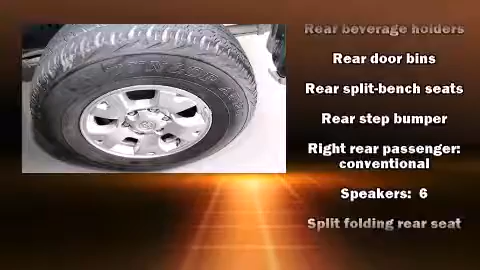 Rear beverage holders
Rear door bins
Rear split-bench seats
Rear step bumper
Right rear passenger:
conventional
Speakers: 6
Split folding rear seat